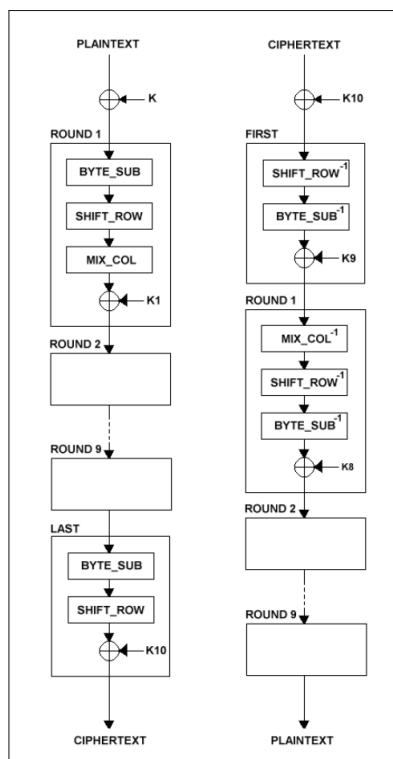 PLAINTEXT
K
ROUND 1
BYTE_SUB
SHIFT_ROW
MIX_COL
K1
ROUND 2
ROUND 9
LAST
BYTE_SUB
SHIFT_ROW
K10
CIPHERTEXT
CIPHERTEXT
K10
FIRST
SHIFT_ROW-1
BYTE_SUB-1
K9
ROUND 1
MIX_COL-1
SHIFT_ROW-1
BYTE_SUB-1
K8
ROUND 2
ROUND 9
PLAINTEXT